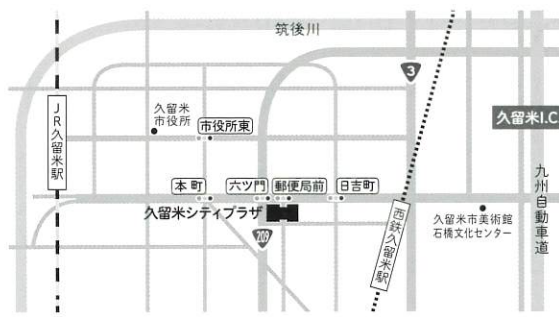 筑後川
3
久留米
市役所
市役所東
久留米I.C
JR久留米駅
本町
六ツ門
郵便局前
日吉町
久留米シティプラザ
209
西鉄久留米駅
久留米市美術館
石橋文化センター
九州自動車道